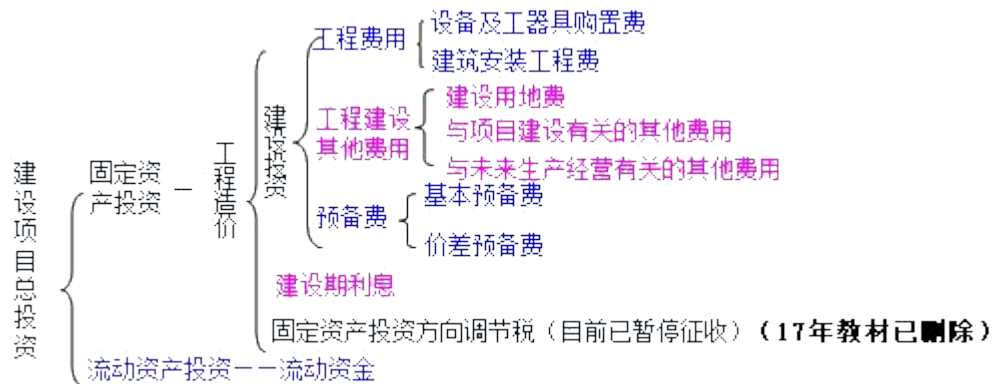 建设项目总投资
固定资
产投资
—
工程造价
建设投资
工程费用
设备及工器具购置费
建筑安装工程费
工程建设
其他费用
建设用地费
与项目建设有关的其他费用
与未来生产经营有关的其他费用
预备费
基本预备费
价差预备费
建设期利息
固定资产投资方向调节税（目前已暂停征收）（17年教材已删除）
流动资产投资——流动资金